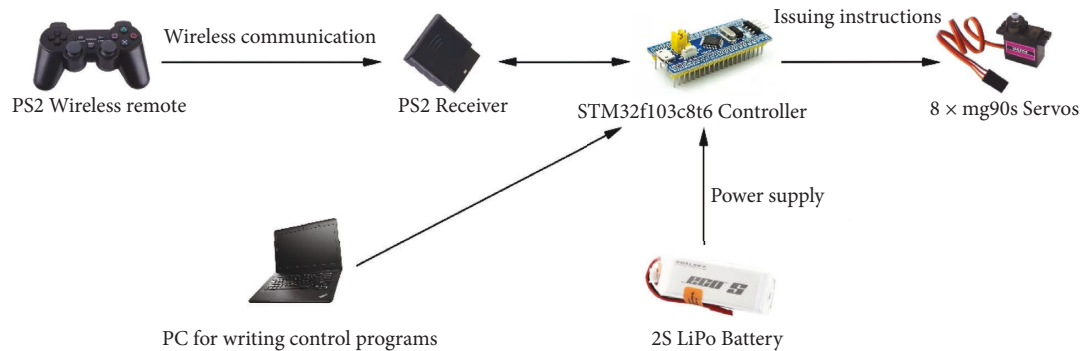 Wireless communication
Issuing instructions
PS2 Wireless remote
PS2 Receiver
STM32f103c8t6 Controller
8 × mg90s Servos
Power supply
eco S
PC for writing control programs
2S LiPo Battery